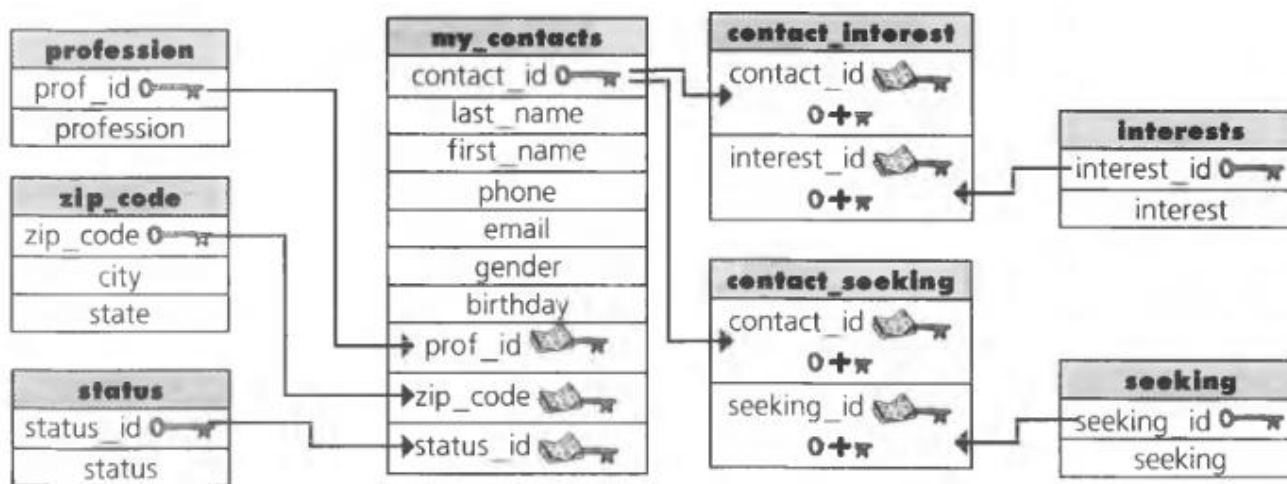 profession
prof_id
profession
zip_code
zip_code
city
state
status
status_id
status
my_contacts
contact_id
last_name
first_name
phone
email
gender
birthday
prof_id
zip_code
status_id
contact_interest
contact_id
interest_id
contact_seeking
contact_id
seeking_id
interests
interest_id
interest
seeking
seeking_id
seeking